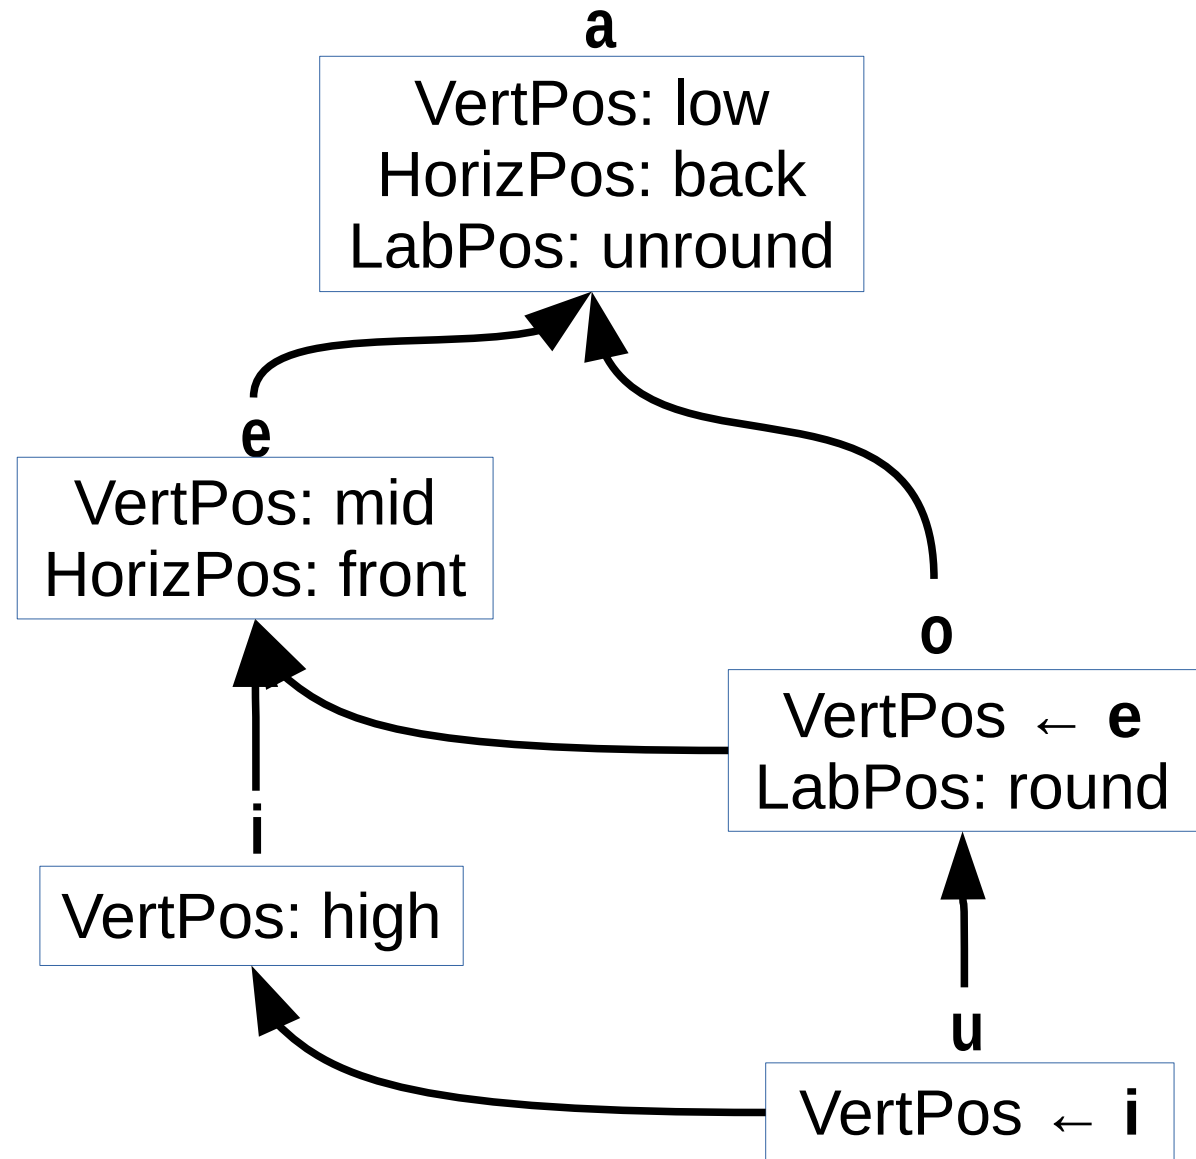 a
VertPos: low
HorizPos: back
LabPos: unround
e
VertPos: mid
HorizPos: front
o
VertPos ← e
LabPos: round
i
VertPos: high
u
VertPos ← i